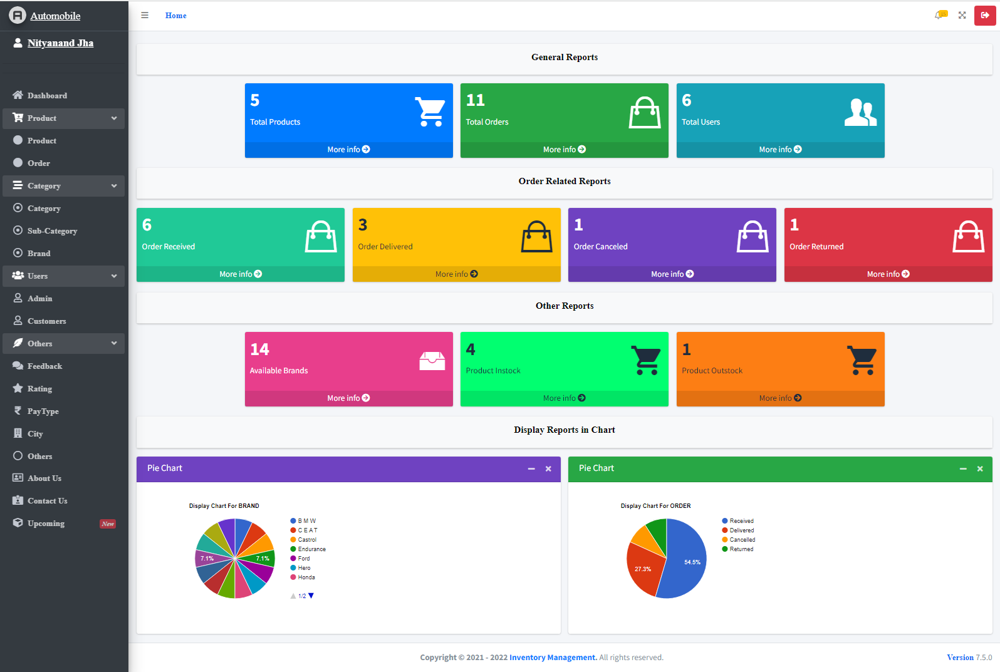 Automobile
Home
15
Nityanand Jha
Dashboard
Product
Product
Order
Category
Category
Sub-Category
Brand
Users
Admin
Customers
Others
Feedback
Rating
PayType
City
Others
About Us
Contact Us
Upcoming New
General Reports
5
Total Products
More info
11
Total Orders
More info
6
Total Users
More info
Order Related Reports
6
Order Received
More info
3
Order Delivered
More info
1
Order Canceled
More info
1
Order Returned
More info
Other Reports
14
Available Brands
More info
4
Product Instock
More info
1
Product Outstock
More info
Display Reports in Chart
Pie Chart
Display Chart For BRAND
7.1%
7.1%
B M W
C E A T
Castrol
Endurance
Ford
Hero
Honda
1/2
Pie Chart
Display Chart For ORDER
54.5%
27.3%
Received
Delivered
Cancelled
Returned
Copyright © 2021 - 2022 Inventory Management. All rights reserved.
Version 7.5.0